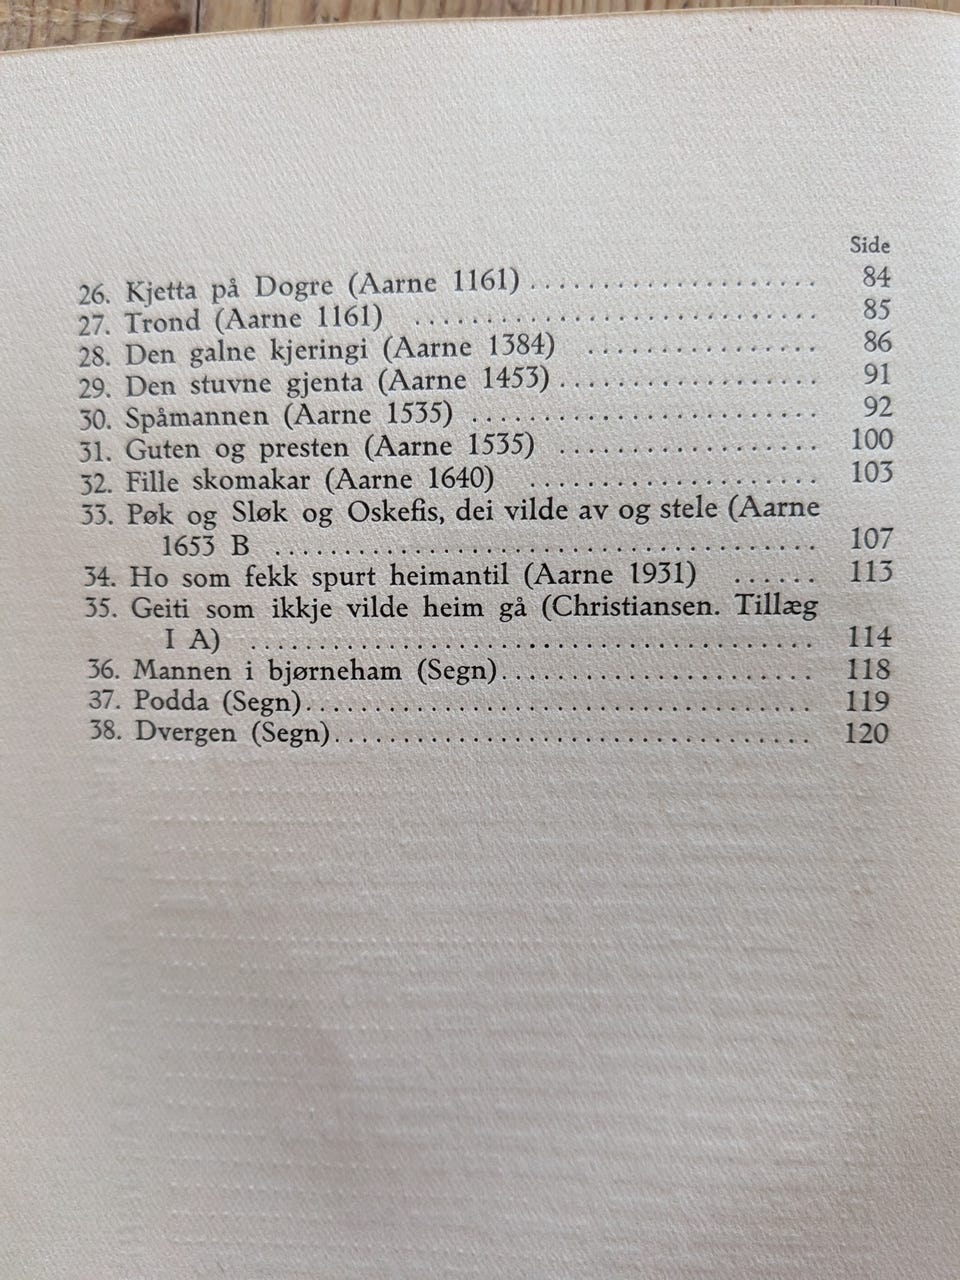 Side
26. Kjetta på Dogre (Aarne 1161) . . . . . . . . . . . . . . . . . . . . 84
27. Trond (Aarne 1161) . . . . . . . . . . . . . . . . . . . . . . . . . . . . 85
28. Den galne kjeringi (Aarne 1384) . . . . . . . . . . . . . . . . 86
29. Den stuvne gjenta (Aarne 1453) . . . . . . . . . . . . . . . . . . 91
30. Spåmannen (Aarne 1535) . . . . . . . . . . . . . . . . . . . . . . . . 92
31. Guten og presten (Aarne 1535) . . . . . . . . . . . . . . . . . . 100
32. Fille skomakar (Aarne 1640) . . . . . . . . . . . . . . . . . . . . 103
33. Pøk og Sløk og Oskefis, dei vilde av og stele (Aarne
1653 B . . . . . . . . . . . . . . . . . . . . . . . . . . . . . . . . . . . . . . 107
34. Ho som fekk spurt heimantil (Aarne 1931) . . . . . . 113
35. Geiti som ikkje vilde heim gå (Christiansen. Tillæg
I A) . . . . . . . . . . . . . . . . . . . . . . . . . . . . . . . . . . . . . . . . 114
36. Mannen i bjørneham (Segn) . . . . . . . . . . . . . . . . . . . . . . 118
37. Podda (Segn) . . . . . . . . . . . . . . . . . . . . . . . . . . . . . . . . . . . . 119
38. Dvergen (Segn) . . . . . . . . . . . . . . . . . . . . . . . . . . . . . . . . . . 120